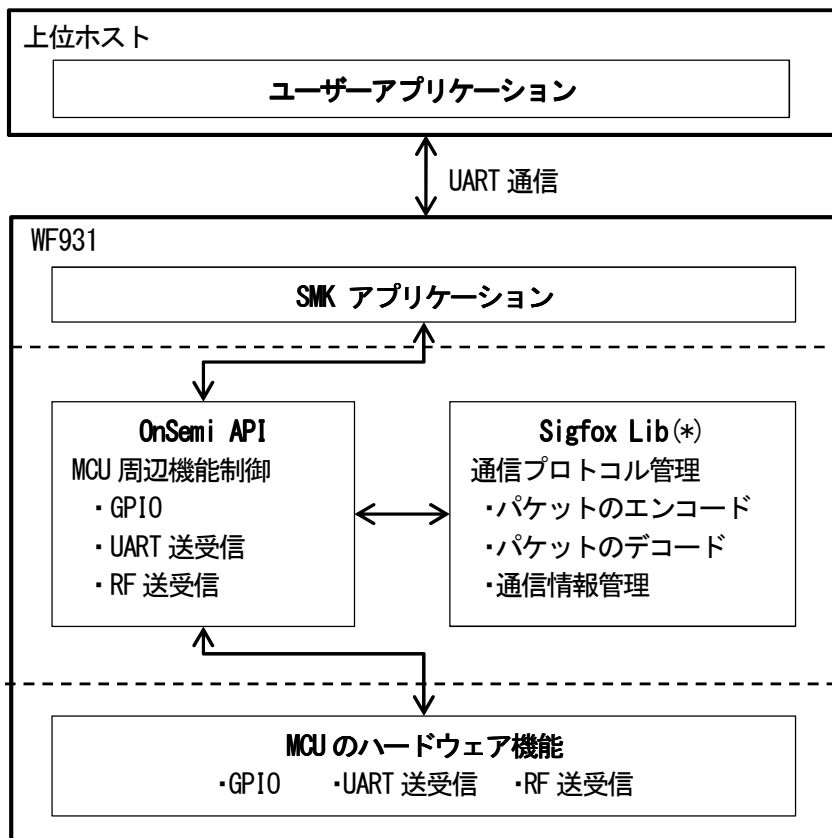 上位ホスト
ユーザーアプリケーション
UART 通信
WF931
SMK アプリケーション
OnSemi API
MCU 周辺機能制御
・GPIO
・UART 送受信
・RF 送受信
Sigfox Lib(*)
通信プロトコル管理
・パケットのエンコード
・パケットのデコード
・通信情報管理
MCU のハードウェア機能
・GPIO ・UART 送受信 ・RF 送受信